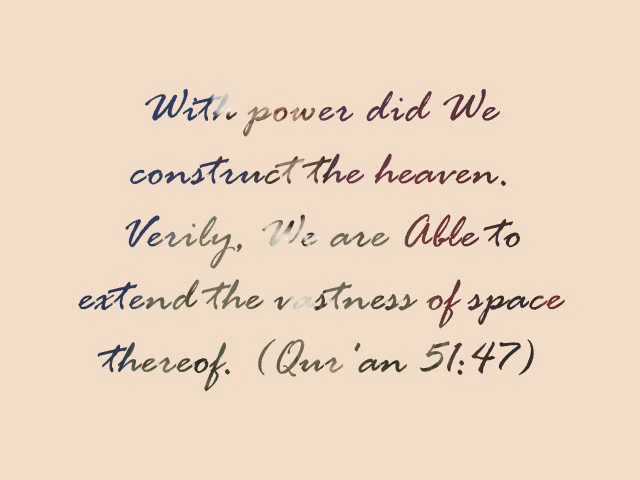 With power did We
construct the heaven.
Verily, We are Able to
extend the vastness of space
thereof. (Qur'an 51:47)